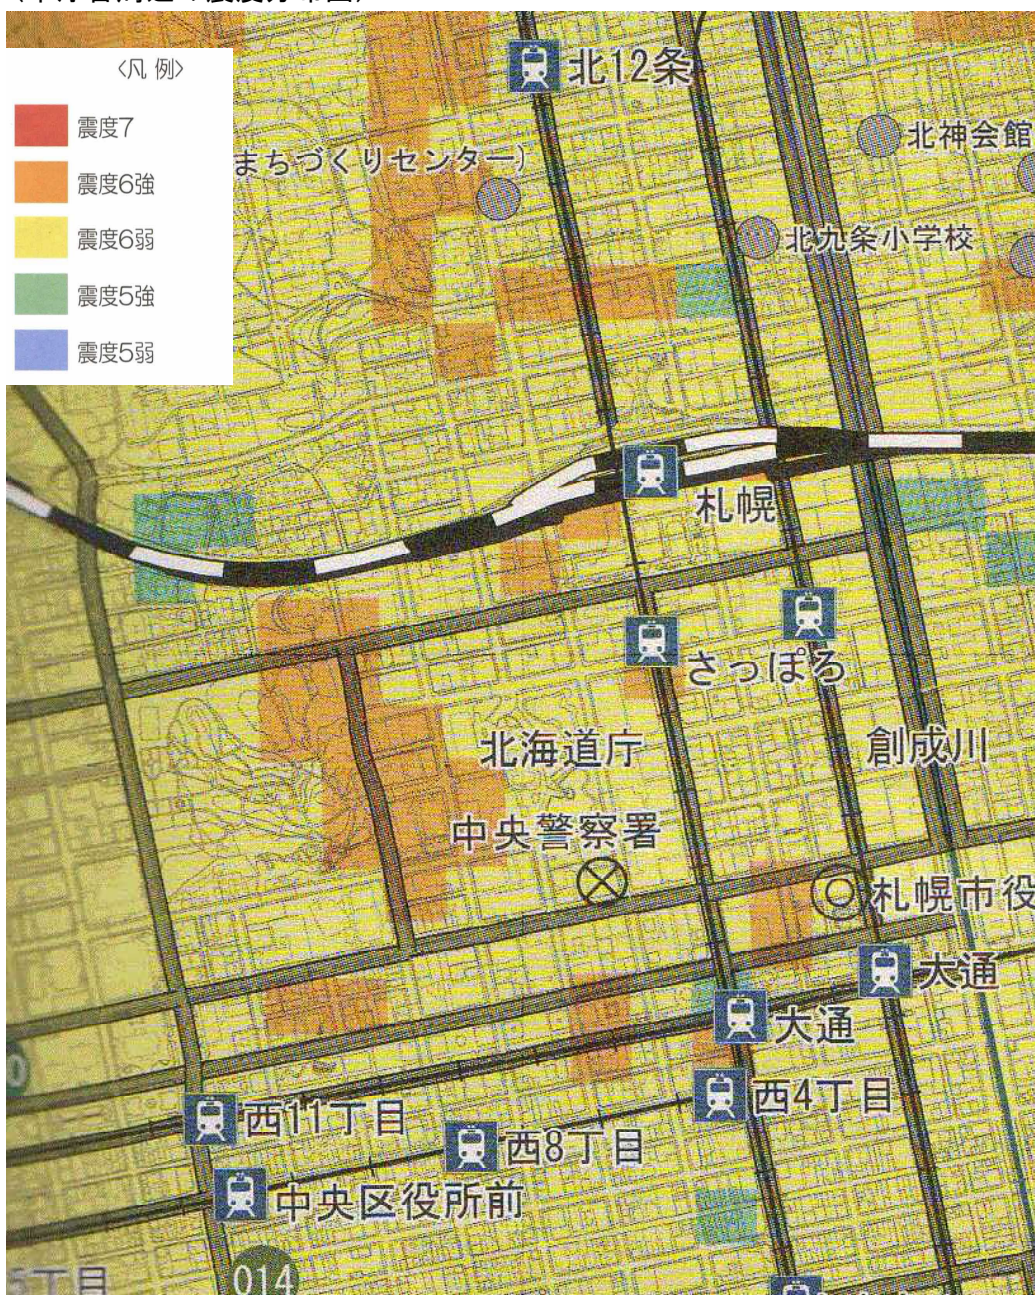 〈凡 例〉
震度7
震度6強
震度6弱
震度5強
震度5弱
北12条
北神会館
まちづくりセンター)
北九条小学校
札幌
さっぽろ
北海道庁
創成川
中央警察署
札幌市役
大通
大通
西4丁目
西11丁目
西8丁目
中央区役所前
丁目
014